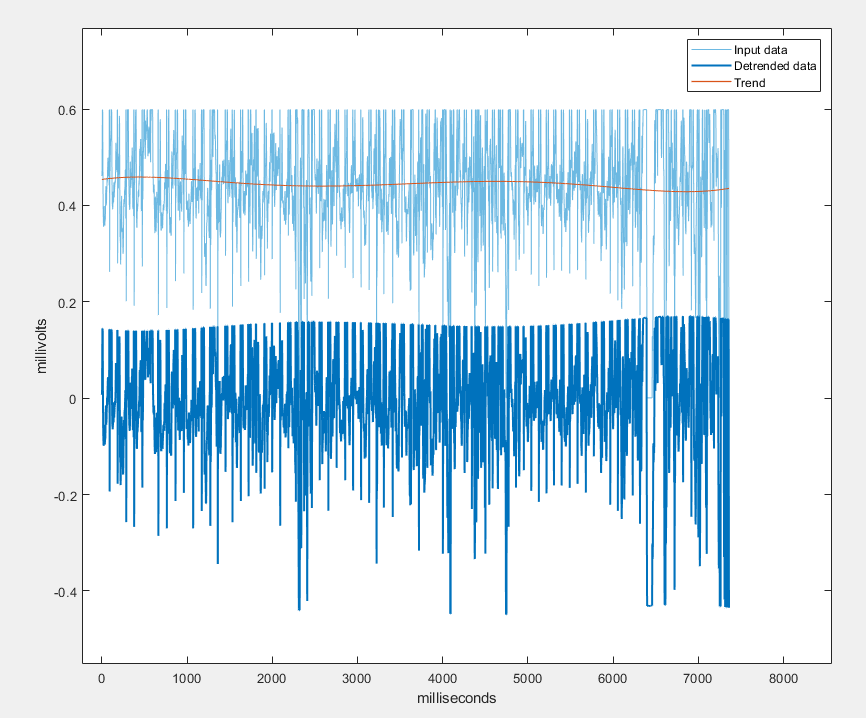 Input data
Detrended data
Trend
0.6
0.4
0.2
0
-0.2
-0.4
millivolts
0 1000 2000 3000 4000 5000 6000 7000 8000
milliseconds